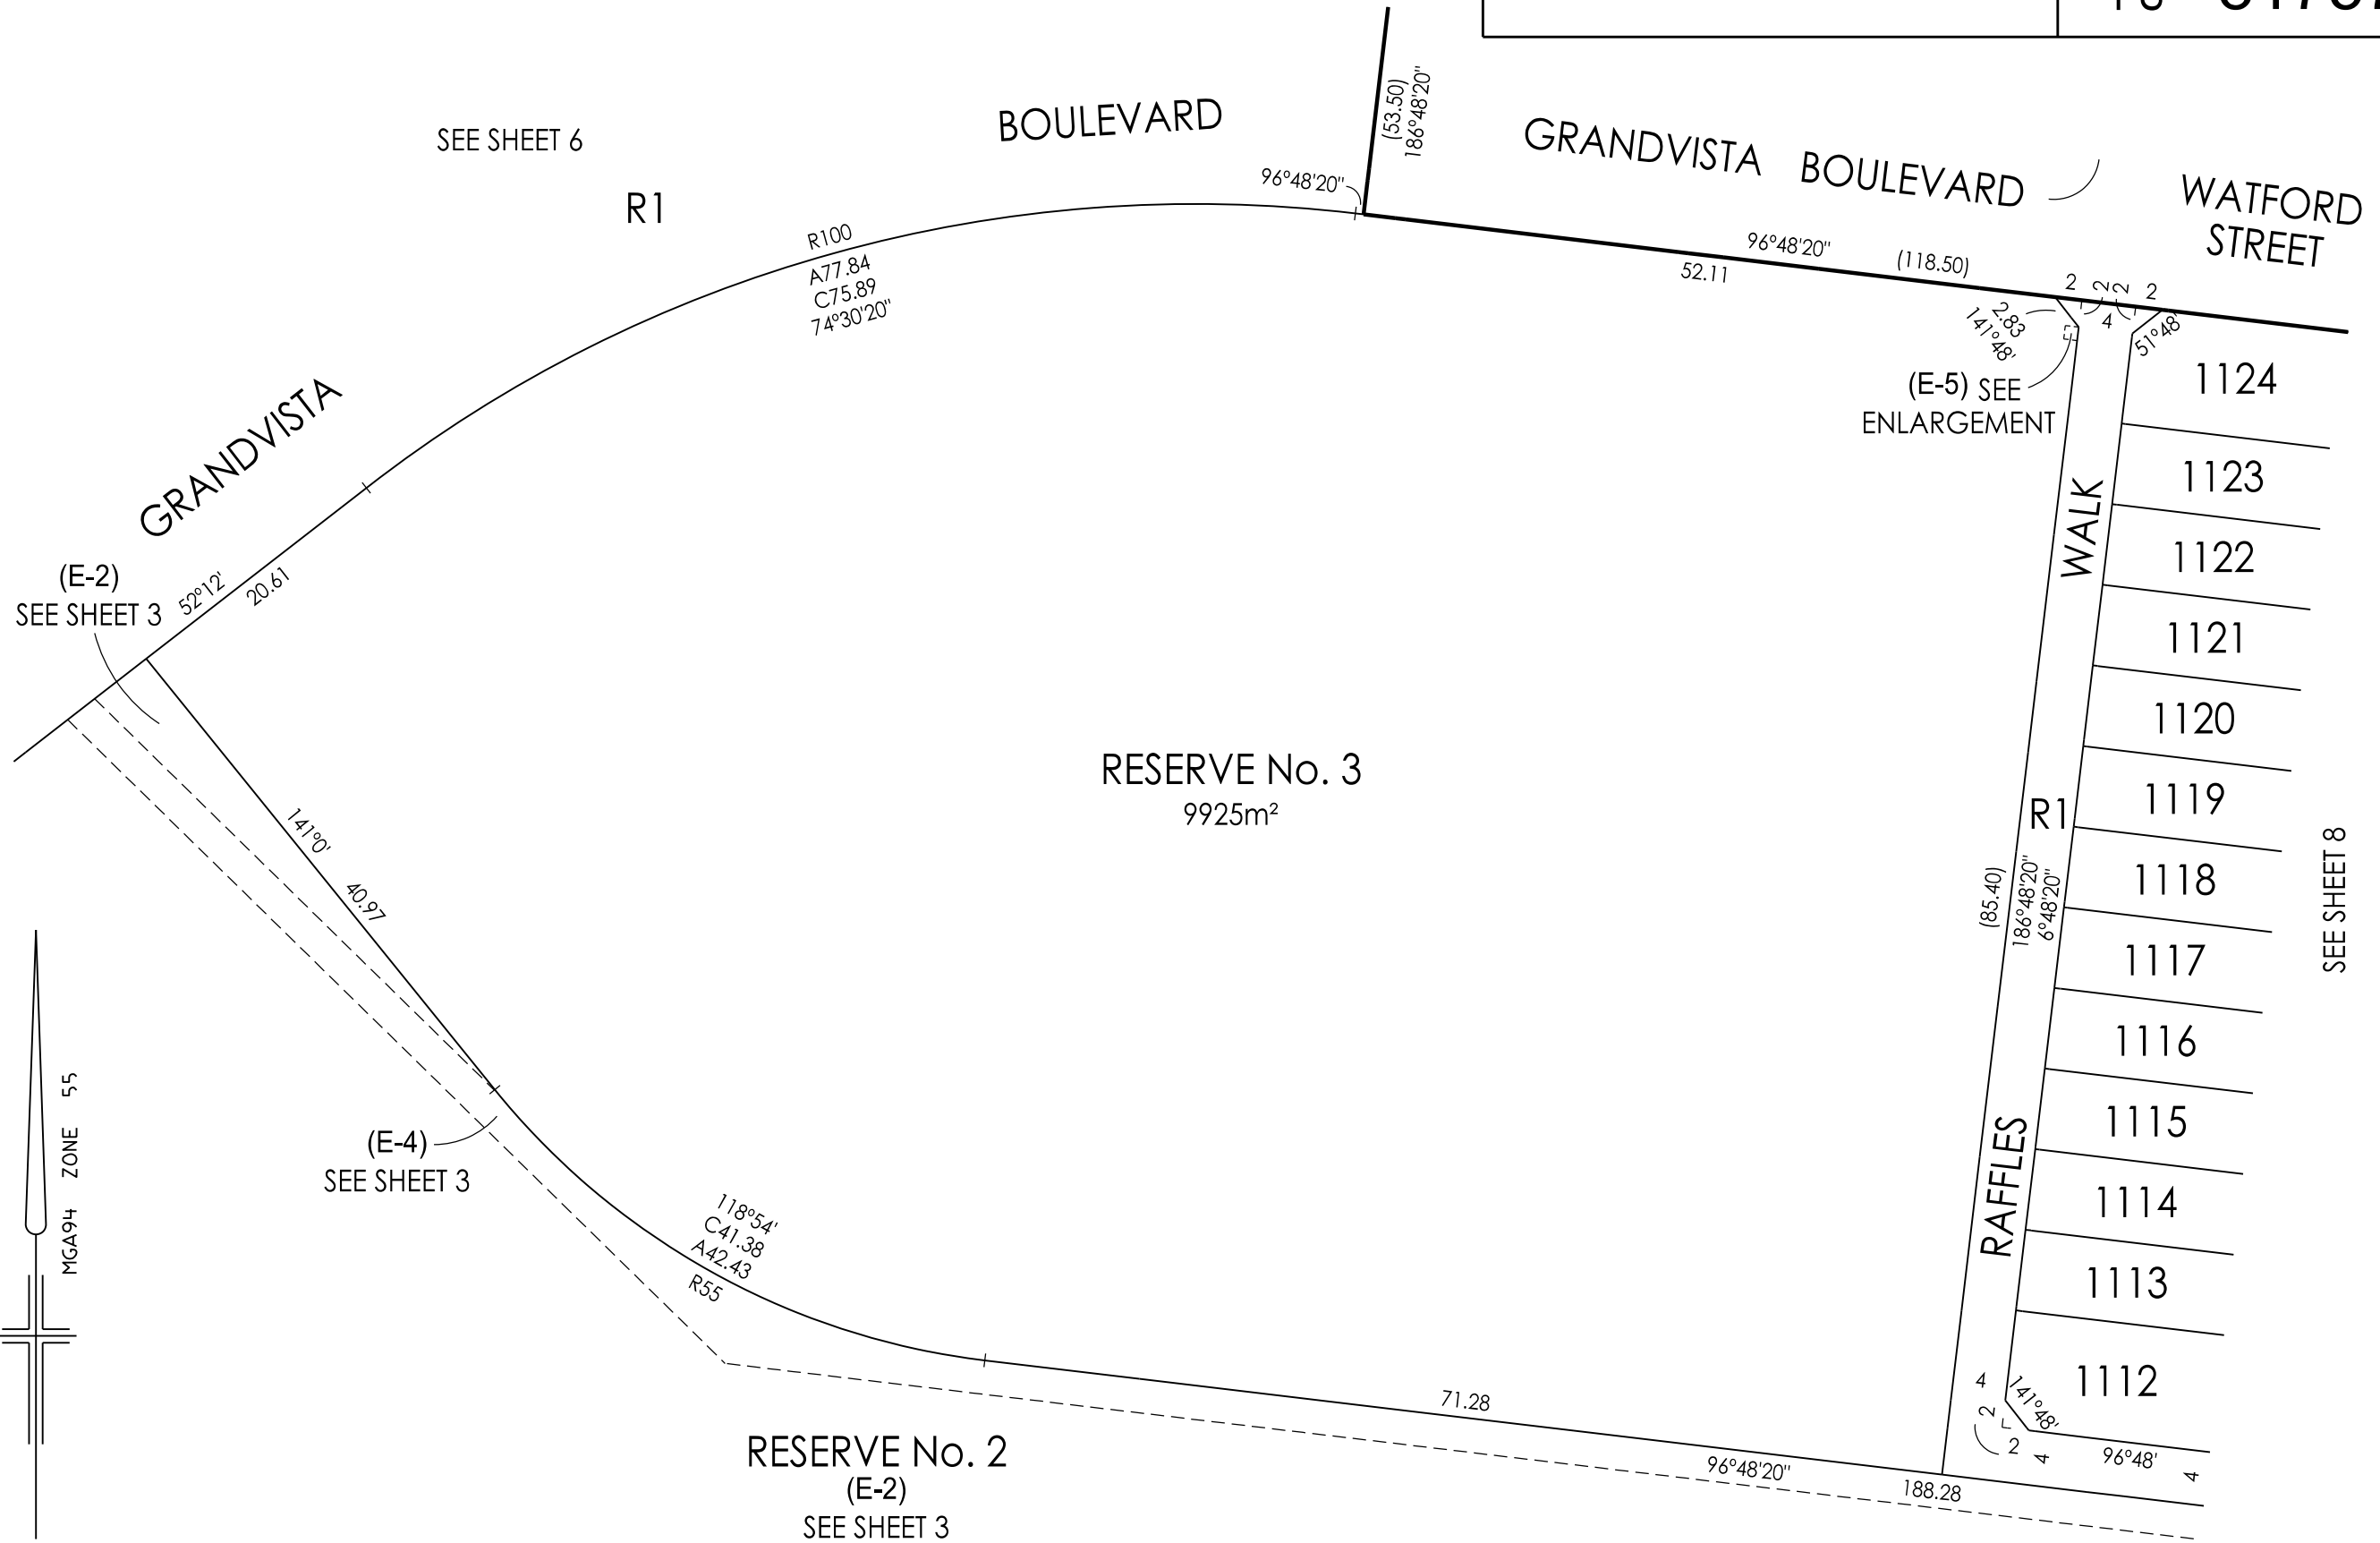 PS
SEE SHEET 6
R1
BOULEVARD
(53.50)
186°48'20"
96°48'20"
GRANDVISTA BOULEVARD
WATFORD
STREET
R100
A77.84
C75.89
74°30'20"
96°48'20"
(118.50)
52.11
2
2
2
2
4
2.83
141°48'
51°48'
(E-5) SEE
ENLARGEMENT
GRANDVISTA
52°12'
20.61
(E-2)
SEE SHEET 3
1124
1123
1122
1121
1120
1119
1118
1117
1116
1115
1114
1113
1112
WALK
R1
(85.40)
186°48'20"
6°48'20"
RAFFLES
SEE SHEET 8
RESERVE No. 3
9925m²
141°0'
40.97
(E-4)
SEE SHEET 3
118°54'
C41.38
A42.43
R55
71.28
4
2
141°48'
2
4
96°48'
4
96°48'20"
188.28
RESERVE No. 2
(E-2)
SEE SHEET 3
MGA94 ZONE 55